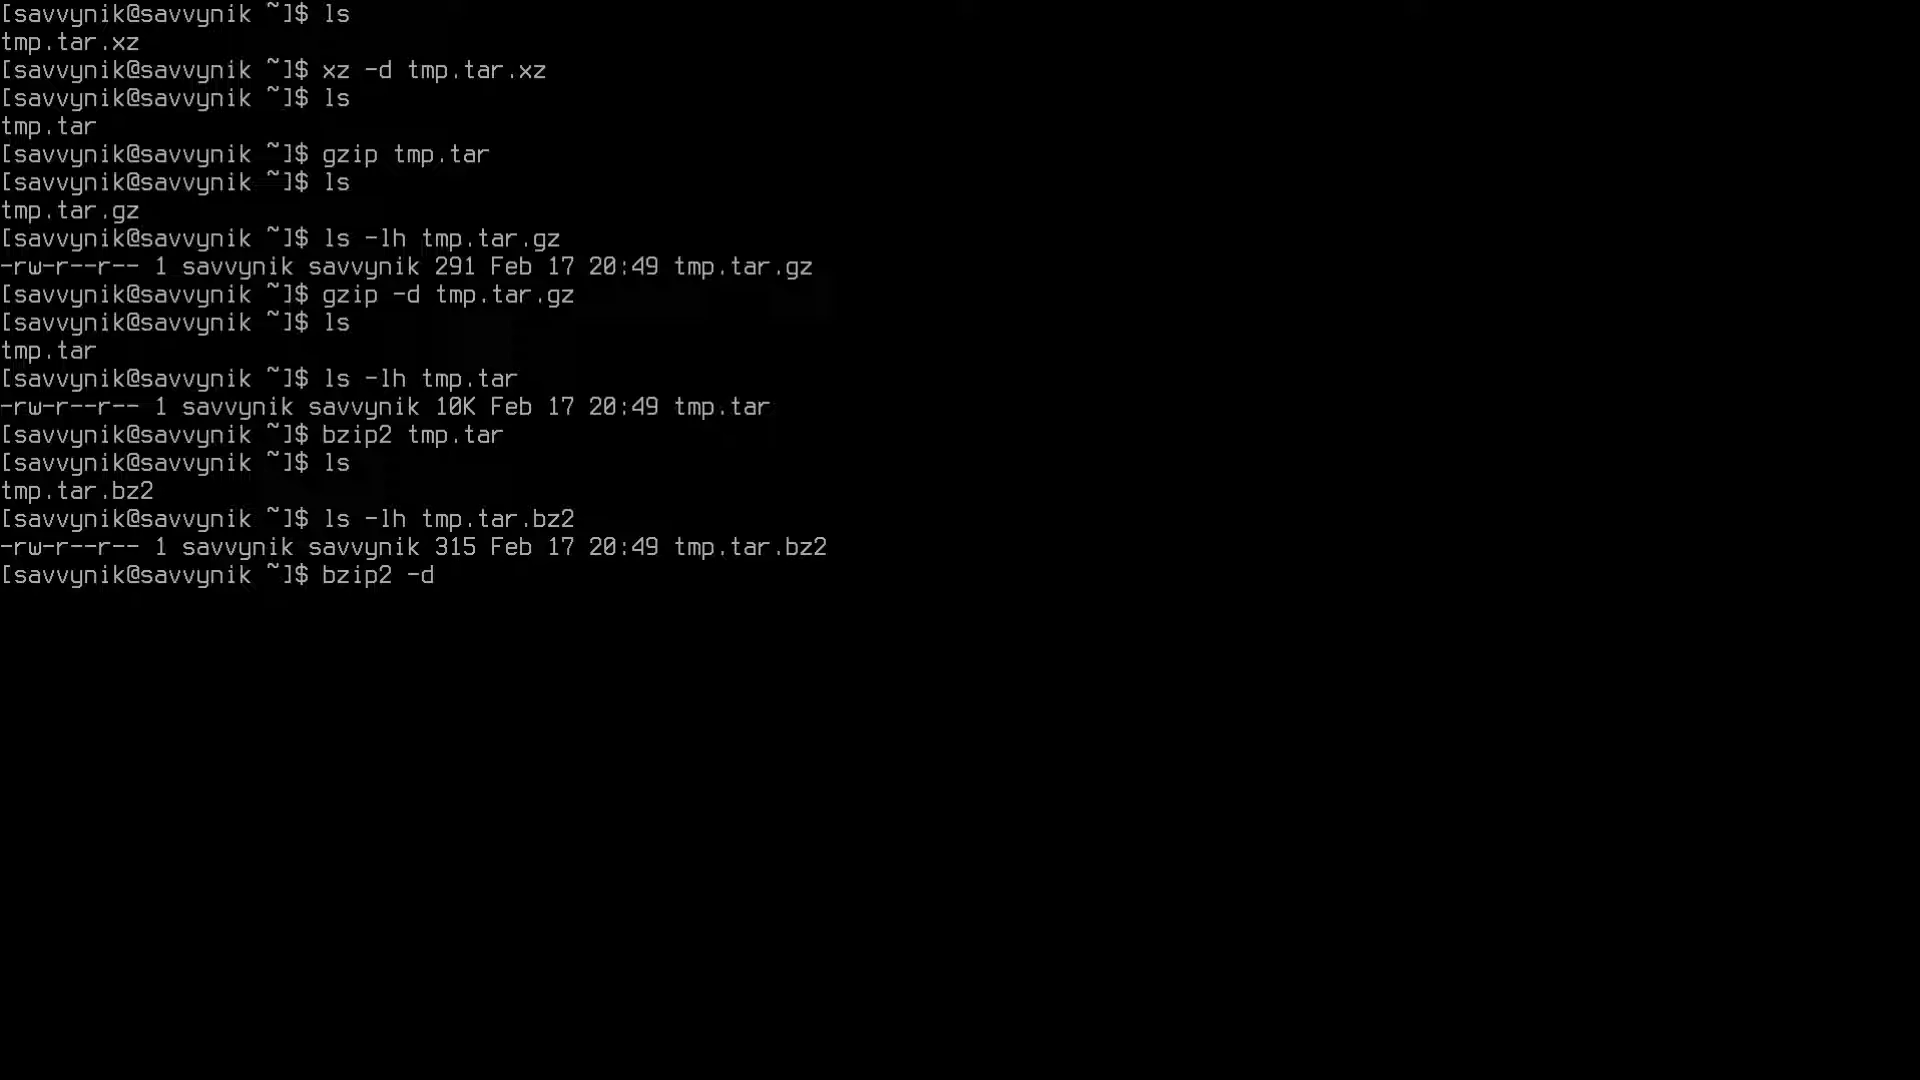 [savvynik@savvynik ~]$ ls
tmp.tar.xz
[savvynik@savvynik ~]$ xz -d tmp.tar.xz
[savvynik@savvynik ~]$ ls
tmp.tar
[savvynik@savvynik ~]$ gzip tmp.tar
[savvynik@savvynik ~]$ ls
tmp.tar.gz
[savvynik@savvynik ~]$ ls -lh tmp.tar.gz
-rw-r--r-- 1 savvynik savvynik 291 Feb 17 20:49 tmp.tar.gz
[savvynik@savvynik ~]$ gzip -d tmp.tar.gz
[savvynik@savvynik ~]$ ls
tmp.tar
[savvynik@savvynik ~]$ ls -lh tmp.tar
-rw-r--r-- 1 savvynik savvynik 10K Feb 17 20:49 tmp.tar
[savvynik@savvynik ~]$ bzip2 tmp.tar
[savvynik@savvynik ~]$ ls
tmp.tar.bz2
[savvynik@savvynik ~]$ ls -lh tmp.tar.bz2
-rw-r--r-- 1 savvynik savvynik 315 Feb 17 20:49 tmp.tar.bz2
[savvynik@savvynik ~]$ bzip2 -d